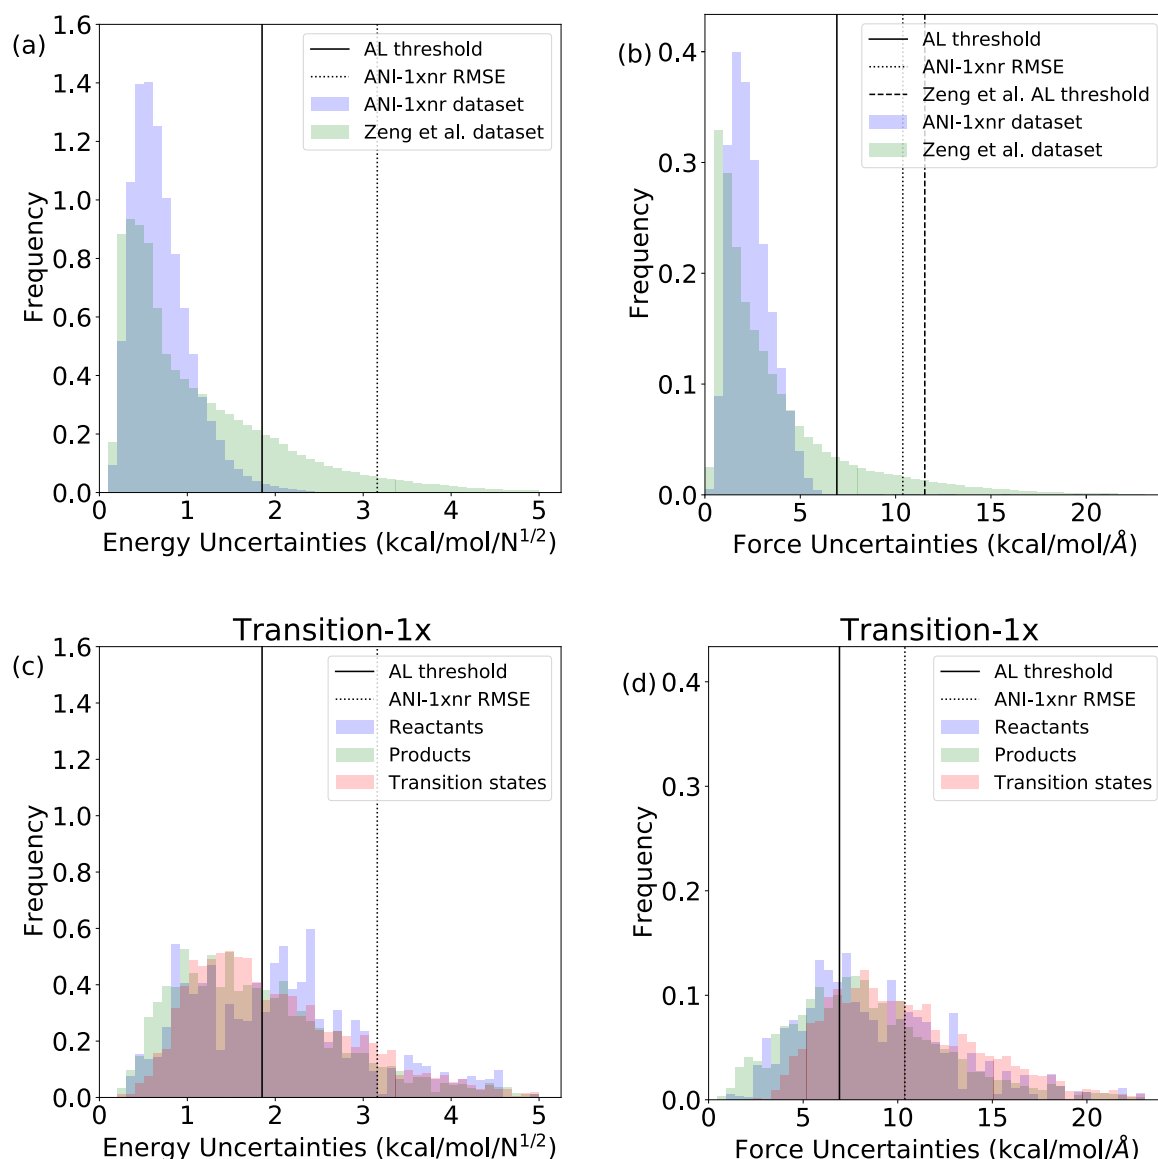 (a)
1.6
1.4
1.2
1.0
0.8
0.6
0.4
0.2
0.0
Frequency
AL threshold
ANI-1xnr RMSE
ANI-1xnr dataset
Zeng et al. dataset
0 1 2 3 4 5
Energy Uncertainties (kcal/mol/N^{1/2})
(b)
0.4
0.3
0.2
0.1
0.0
Frequency
AL threshold
ANI-1xnr RMSE
Zeng et al. AL threshold
ANI-1xnr dataset
Zeng et al. dataset
0 5 10 15 20
Force Uncertainties (kcal/mol/Å)
Transition-1x
(c)
1.6
1.4
1.2
1.0
0.8
0.6
0.4
0.2
0.0
Frequency
AL threshold
ANI-1xnr RMSE
Reactants
Products
Transition states
0 1 2 3 4 5
Energy Uncertainties (kcal/mol/N^{1/2})
Transition-1x
(d)
0.4
0.3
0.2
0.1
0.0
Frequency
AL threshold
ANI-1xnr RMSE
Reactants
Products
Transition states
0 5 10 15 20
Force Uncertainties (kcal/mol/Å)